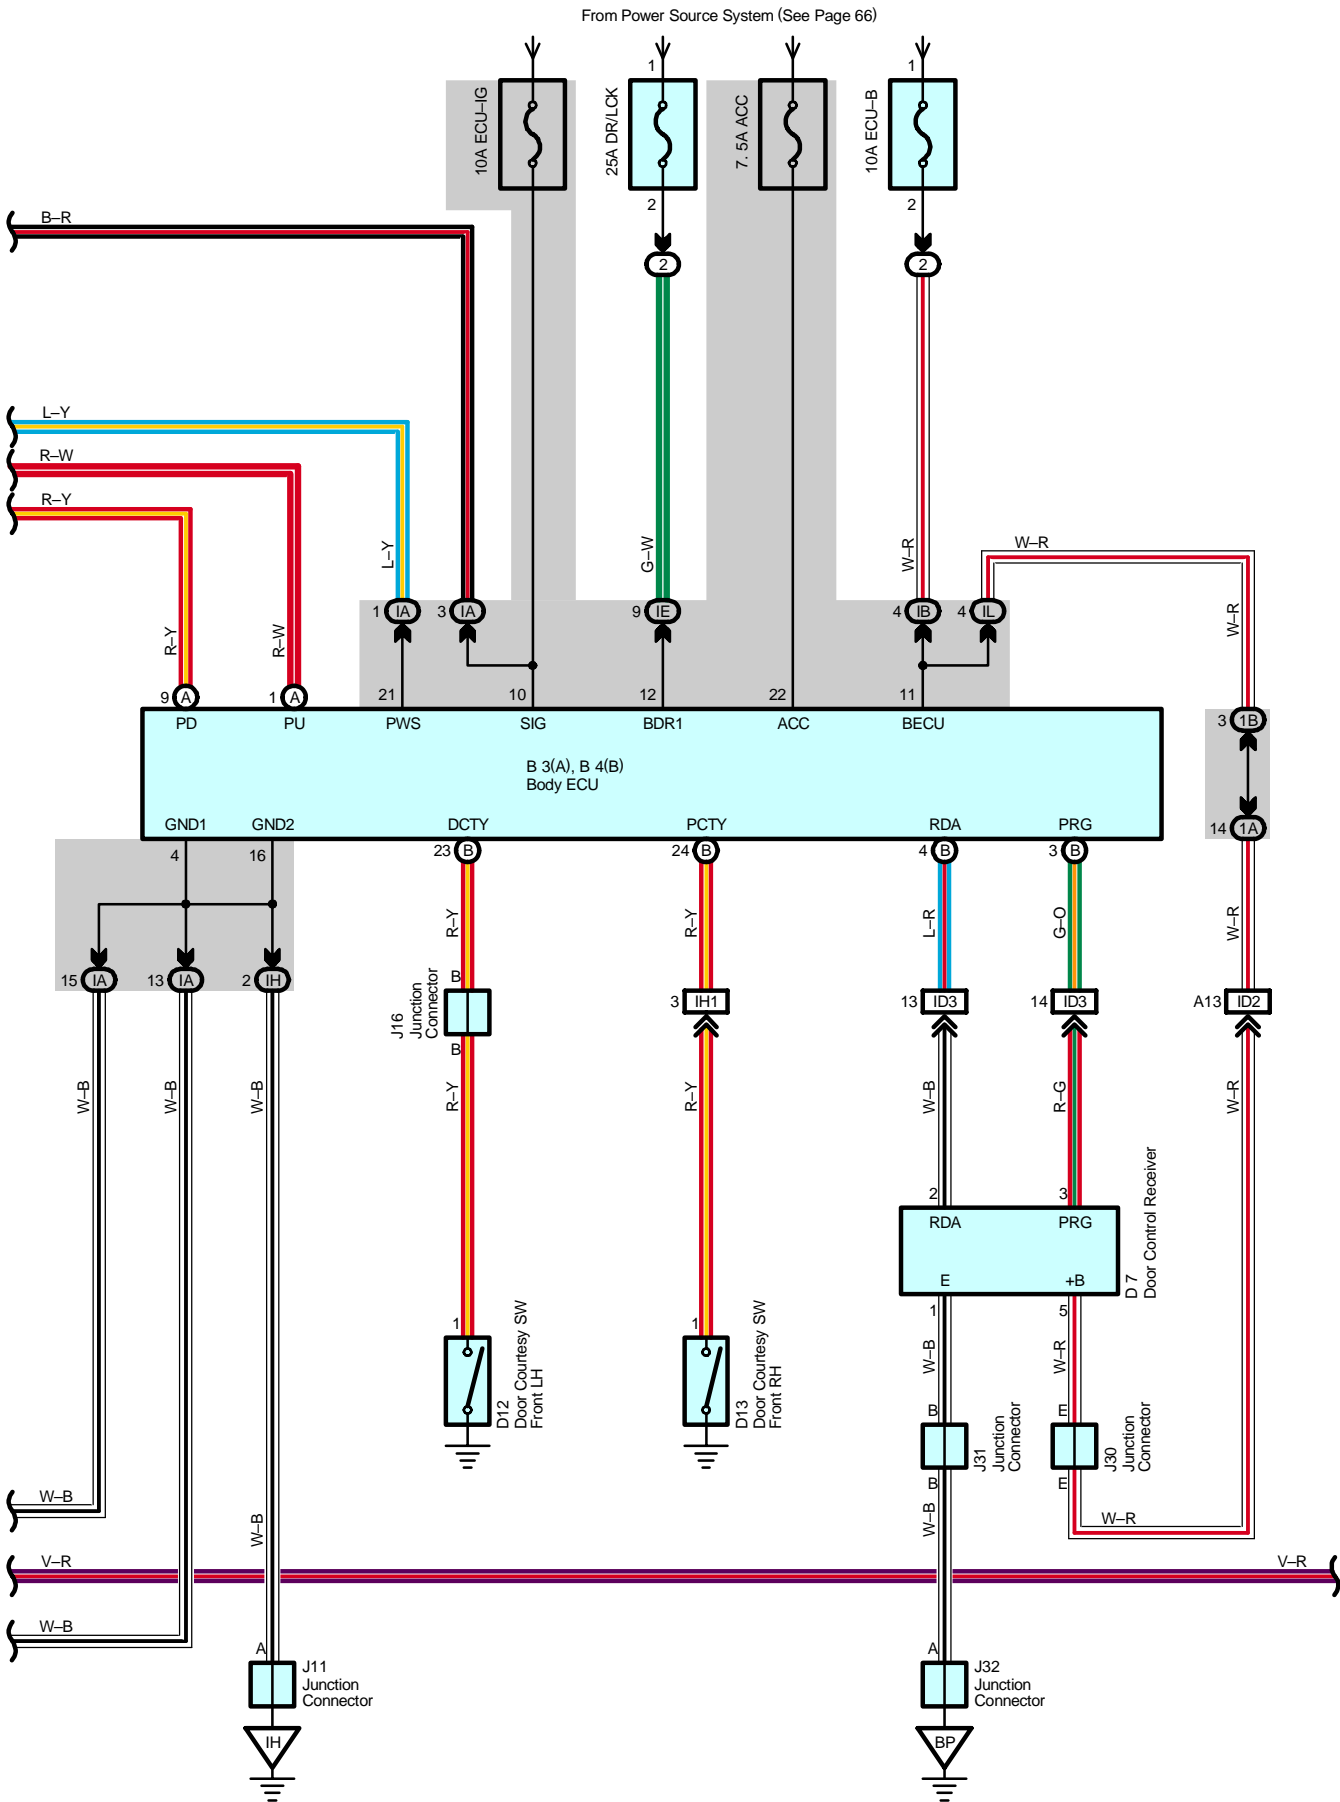 From Power Source System (See Page 66)
1
1
10A ECU–IG
25A DR/LCK
7. 5A ACC
10A ECU–B
2
2
2
2
B–R
L–Y
R–W
R–Y
L–Y
G–W
W–R
W–R
R–Y
R–W
W–R
1 IA
3 IA
9 IE
4 IB
4 IL
9 A
1 A
21
10
12
22
11
3 1B
PD
PU
PWS
SIG
BDR1
ACC
BECU
B 3(A), B 4(B)
Body ECU
GND1
GND2
DCTY
PCTY
RDA
PRG
14 1A
4
16
23 B
24 B
4 B
3 B
R–Y
R–Y
L–R
G–O
W–R
15 IA
13 IA
2 IH
B
J16
Junction
Connector
B
3 IH1
13 ID3
14 ID3
A13 ID2
W–B
W–B
W–B
R–Y
R–Y
W–B
R–G
W–R
2
3
RDA
PRG
E
+B
D 7
Door Control Receiver
1
5
1
1
D12
Door Courtesy SW
Front LH
D13
Door Courtesy SW
Front RH
W–B
W–R
B
E
J31
Junction
Connector
J30
Junction
Connector
B
E
W–B
W–B
W–B
W–R
V–R
V–R
W–B
A
J11
Junction
Connector
A
J32
Junction
Connector
IH
BP